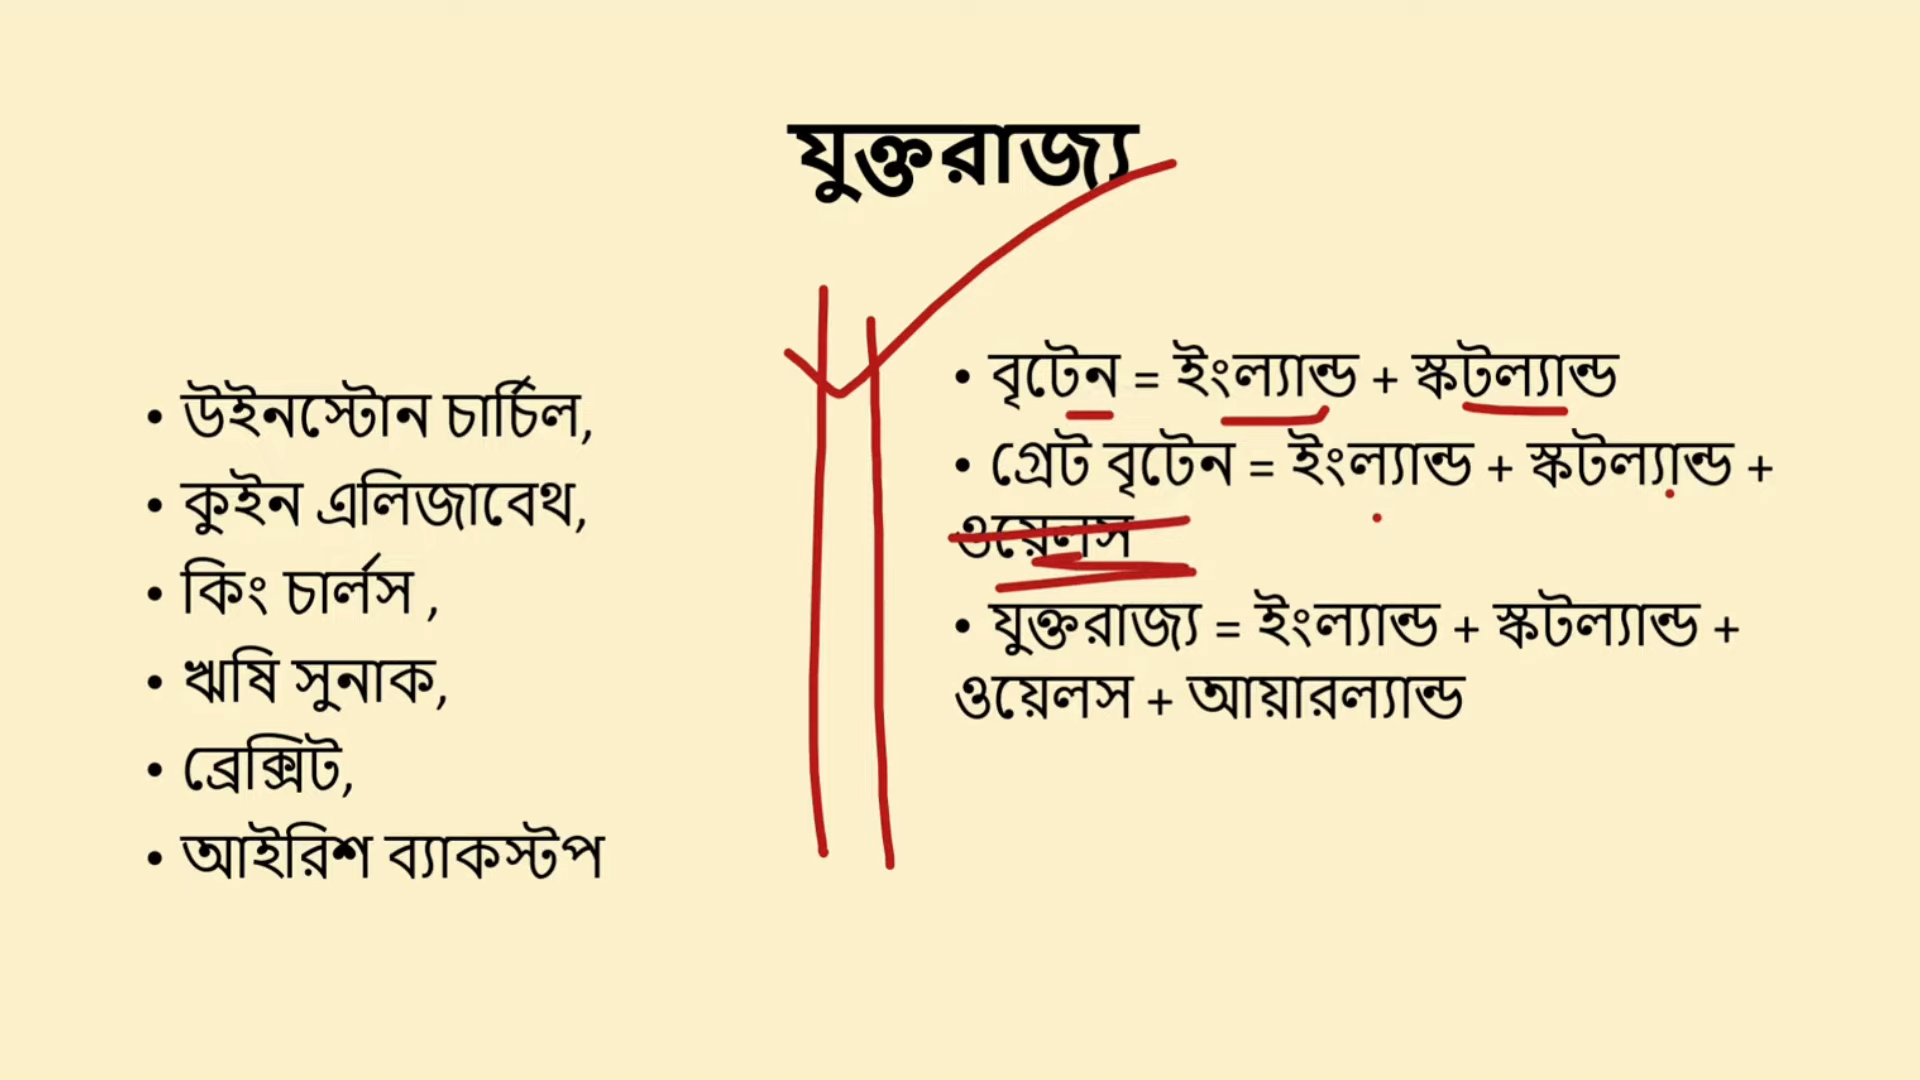 যুক্তরাজ্য
• উইনস্টোন চার্চিল,
• কুইন এলিজাবেথ,
• কিং চার্লস ,
• ঋষি সুনাক,
• ব্রেক্সিট,
• আইরিশ ব্যাকস্টপ
• বৃটেন = ইংল্যান্ড + স্কটল্যান্ড
• গ্রেট বৃটেন = ইংল্যান্ড + স্কটল্যান্ড +
ওয়েলস
• যুক্তরাজ্য = ইংল্যান্ড + স্কটল্যান্ড +
ওয়েলস + আয়ারল্যান্ড